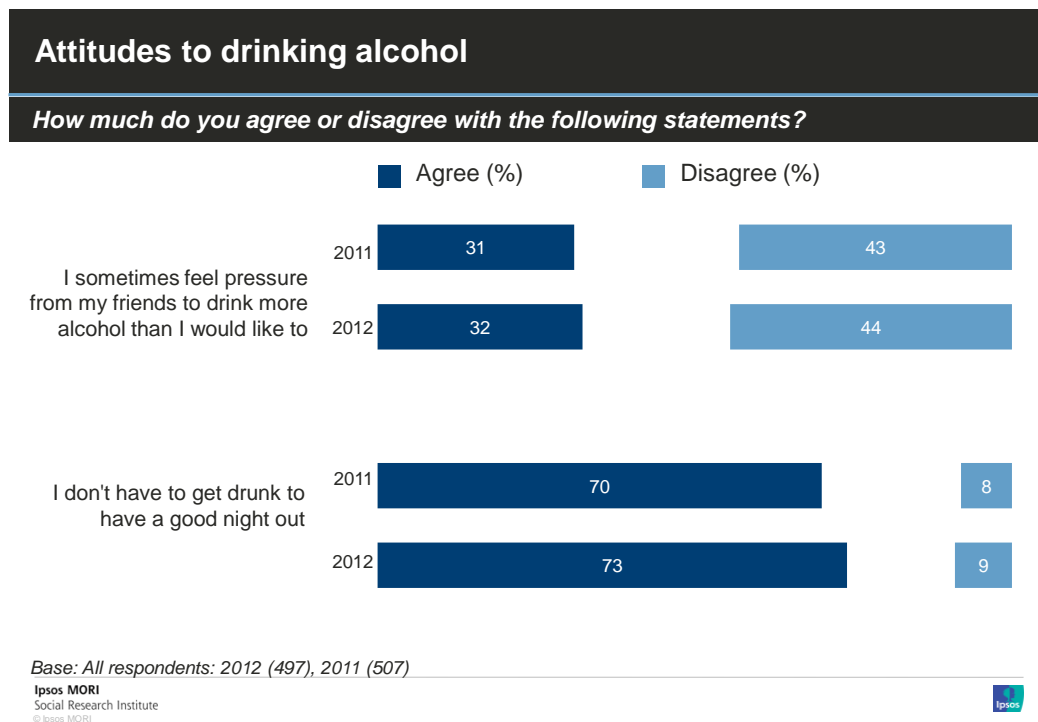 Attitudes to drinking alcohol
How much do you agree or disagree with the following statements?
Agree (%)
Disagree (%)
I sometimes feel pressure
from my friends to drink more
alcohol than I would like to
2011
31
43
2012
32
44
I don't have to get drunk to
have a good night out
2011
70
8
2012
73
9
Base: All respondents: 2012 (497), 2011 (507)
Ipsos MORI
Social Research Institute
© Ipsos MORI
Ipsos